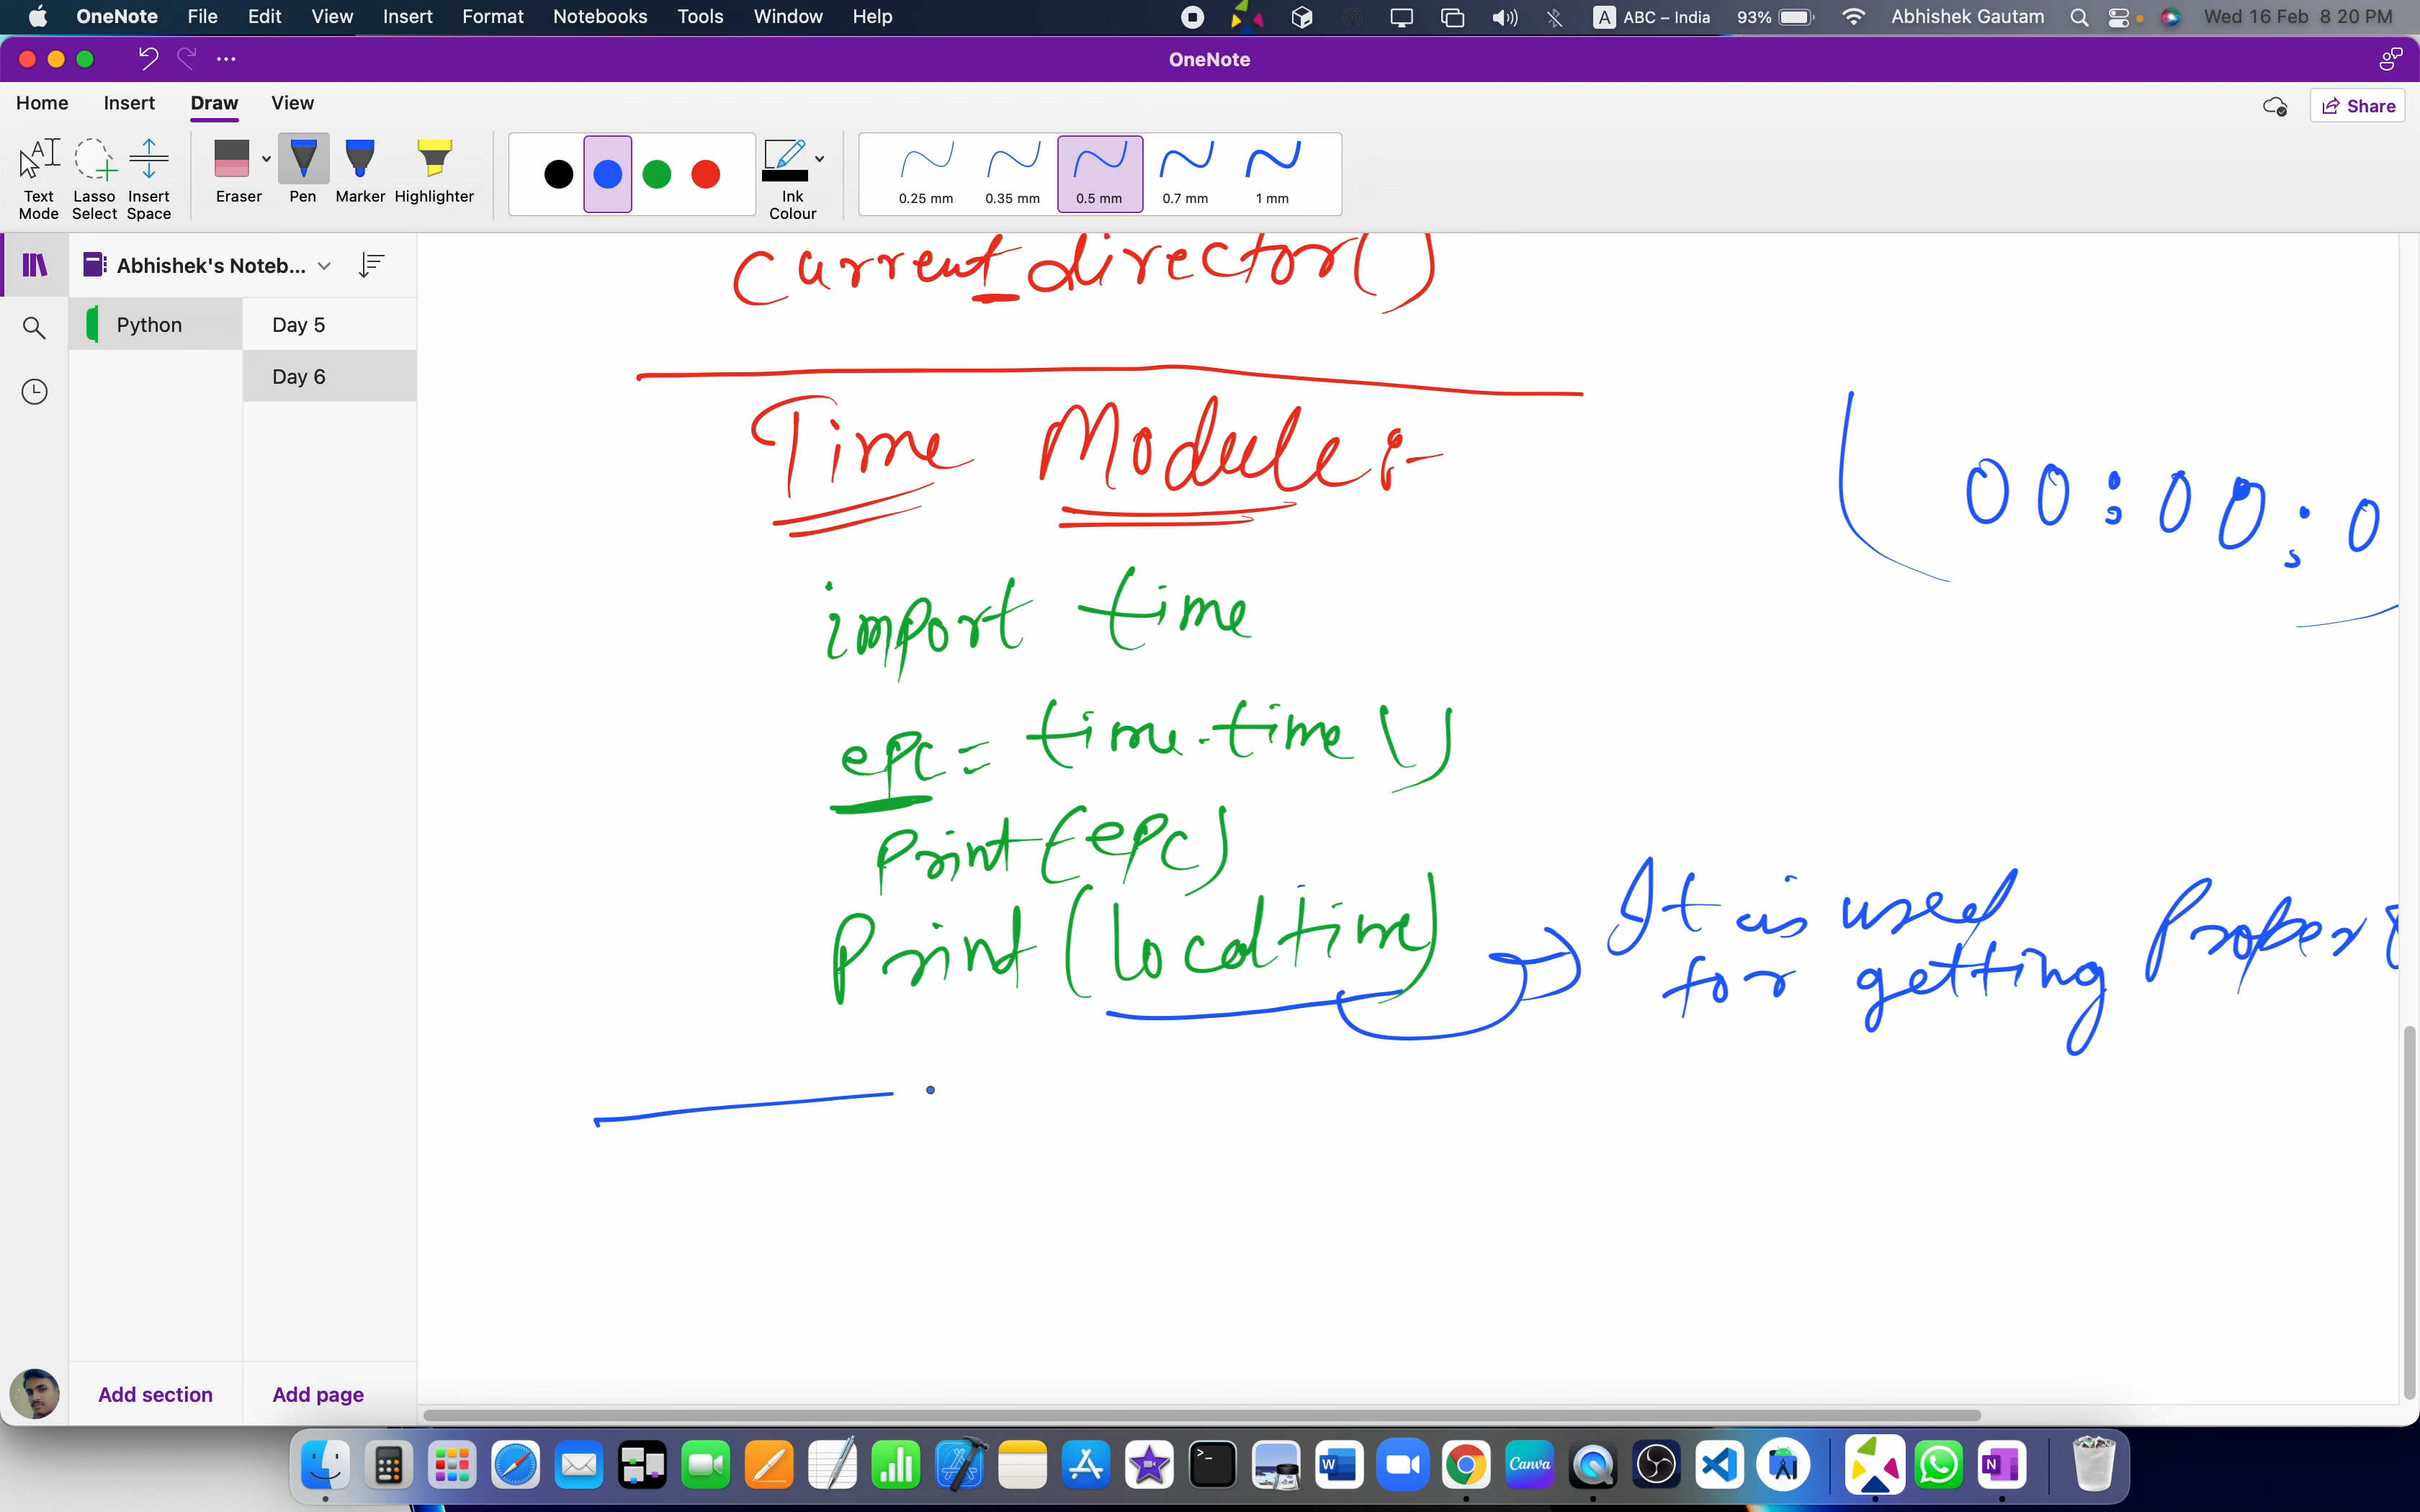 OneNote File Edit View Insert Format Notebooks Tools Window Help A ABC – India 93% Abhishek Gautam Wed 16 Feb 8 20 PM
OneNote
Home Insert Draw View Share
Text Mode Lasso Select Insert Space Eraser Pen Marker Highlighter Ink Colour 0.25 mm 0.35 mm 0.5 mm 0.7 mm 1 mm
Abhishek's Noteb...
Python Day 5
Day 6
Current director()
Time Module:-
00:00:0
import time
epc = time.time()
Print(epc)
Print(localtime)
It is used
for getting Proper
Add section Add page
Canva